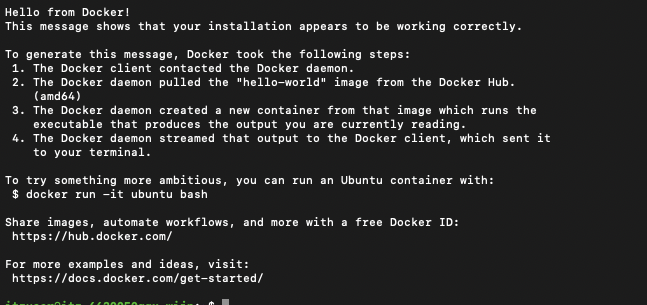 Hello from Docker!
This message shows that your installation appears to be working correctly.
To generate this message, Docker took the following steps:
1. The Docker client contacted the Docker daemon.
2. The Docker daemon pulled the "hello-world" image from the Docker Hub.
(amd64)
3. The Docker daemon created a new container from that image which runs the
executable that produces the output you are currently reading.
4. The Docker daemon streamed that output to the Docker client, which sent it
to your terminal.
To try something more ambitious, you can run an Ubuntu container with:
$ docker run -it ubuntu bash
Share images, automate workflows, and more with a free Docker ID:
https://hub.docker.com/
For more examples and ideas, visit:
https://docs.docker.com/get-started/